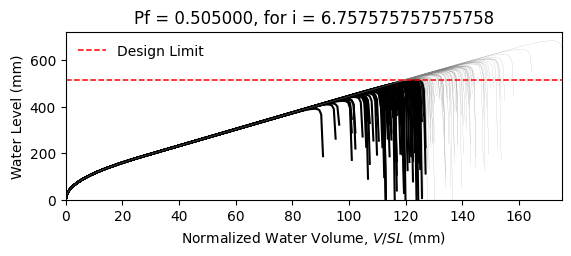 Pf = 0.505000, for i = 6.757575757575758
Design Limit
Water Level (mm)
600
400
200
0
0 20 40 60 80 100 120 140 160
Normalized Water Volume, V/SL (mm)